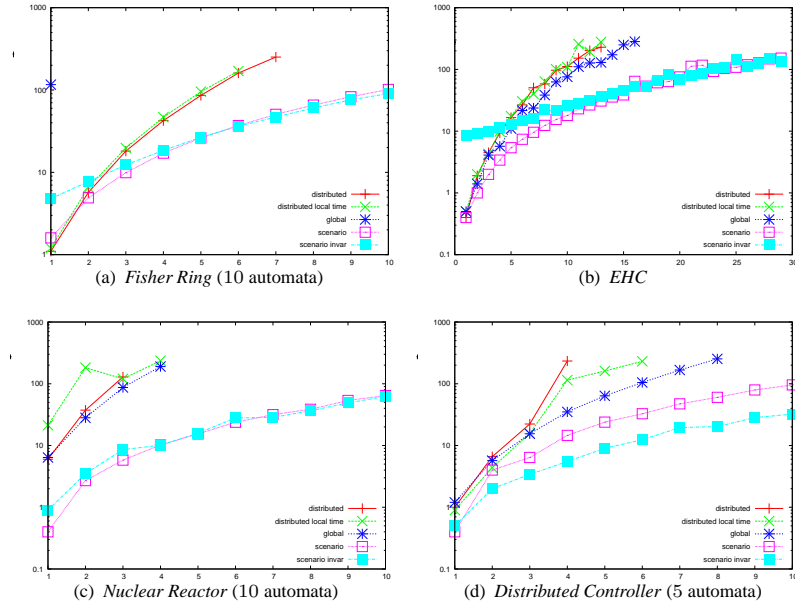 1000
100
10
1
1 2 3 4 5 6 7 8 9 10
distributed
distributed local time
global
scenario
scenario invar
(a) Fisher Ring (10 automata)
1000
100
10
1
0.1
0 5 10 15 20 25 30
distributed
distributed local time
global
scenario
scenario invar
(b) EHC
1000
100
10
1
0.1
1 2 3 4 5 6 7 8 9 10
distributed
distributed local time
global
scenario
scenario invar
(c) Nuclear Reactor (10 automata)
1000
100
10
1
0.1
1 2 3 4 5 6 7 8 9 10
distributed
distributed local time
global
scenario
scenario invar
(d) Distributed Controller (5 automata)